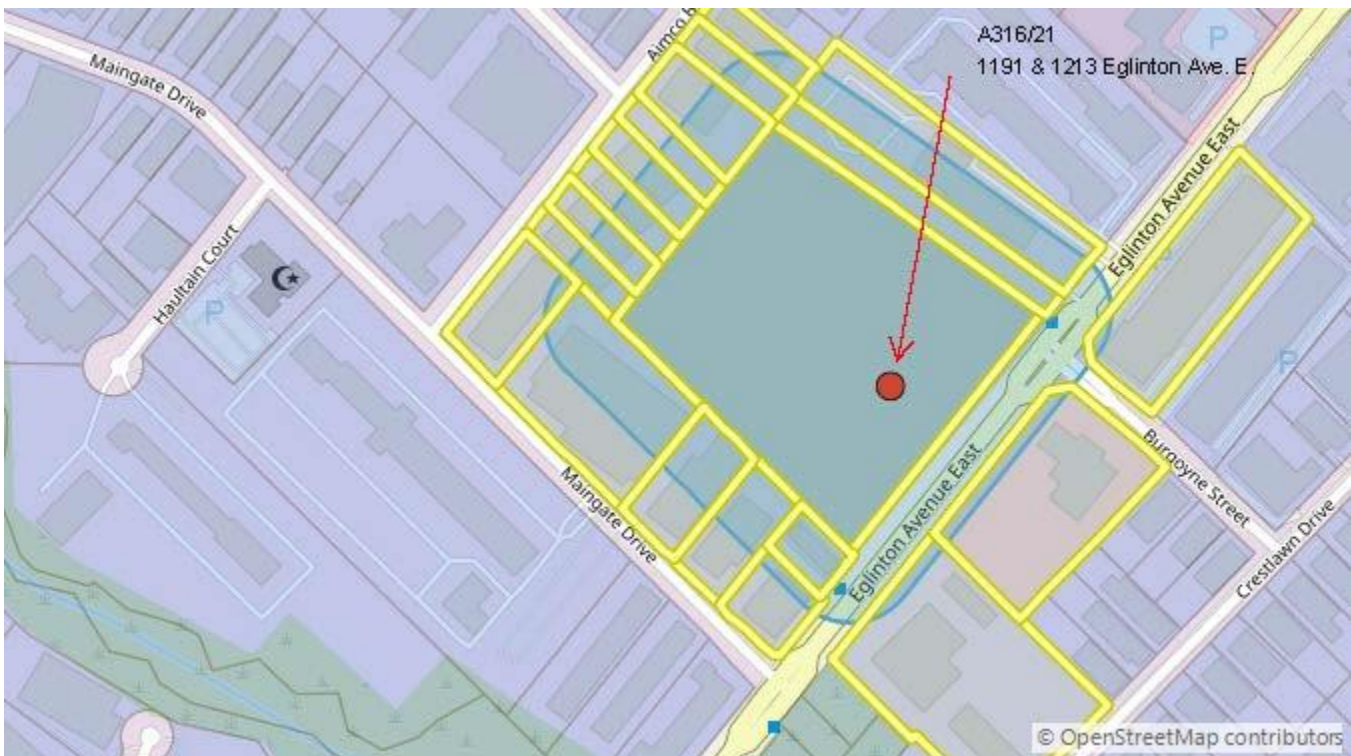 A316/21
1191 & 1213 Eglinton Ave. E.
Maingate Drive
P
Eglinton Avenue East
Haultain Court
P
P
Burgoyne Street
Maingate Drive
Eglinton Avenue East
Crestlawn Drive
© OpenStreetMap contributors